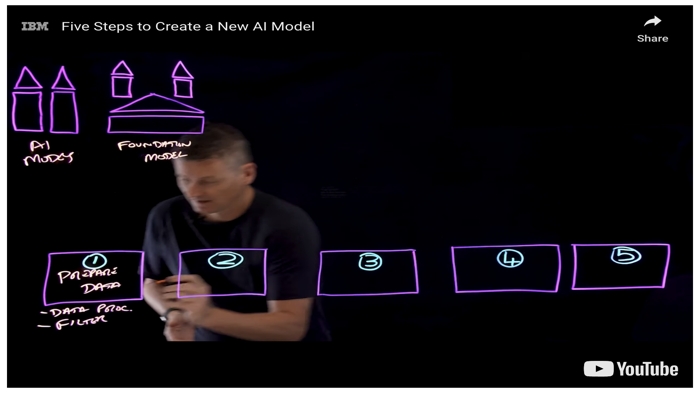 IBM Five Steps to Create a New AI Model
Share
AI
MODELS
FOUNDATION
MODEL
1
PREPARE
DATA
- DATA PROC.
- FILTER
2
3
4
5
YouTube